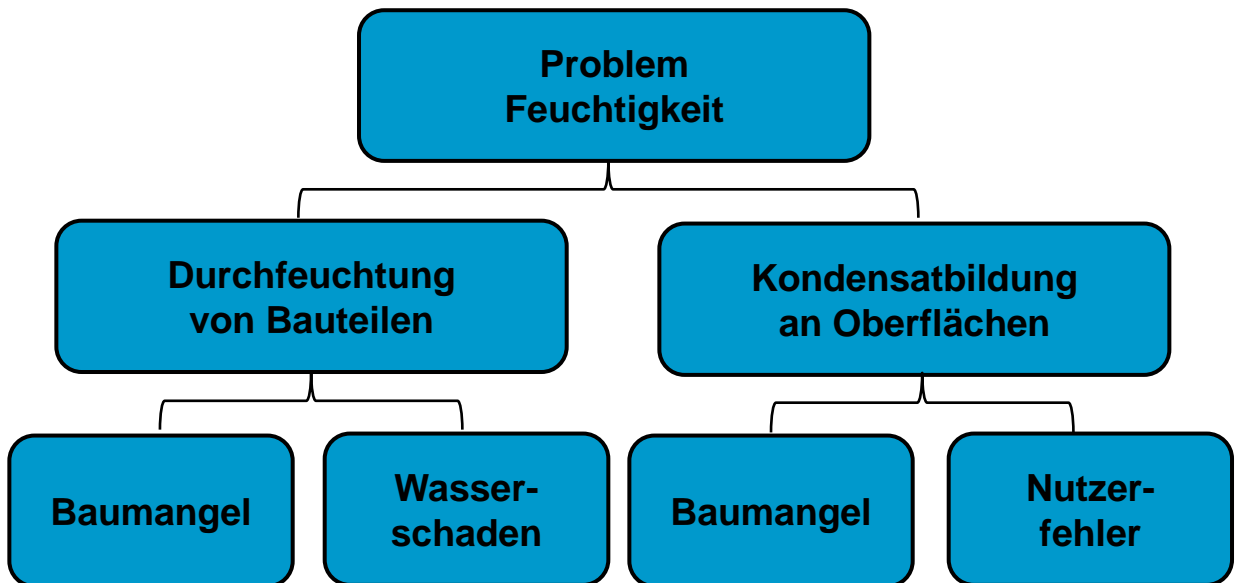 Problem
Feuchtigkeit
Durchfeuchtung
von Bauteilen
Kondensatbildung
an Oberflächen
Baumangel
Wasser-
schaden
Baumangel
Nutzer-
fehler